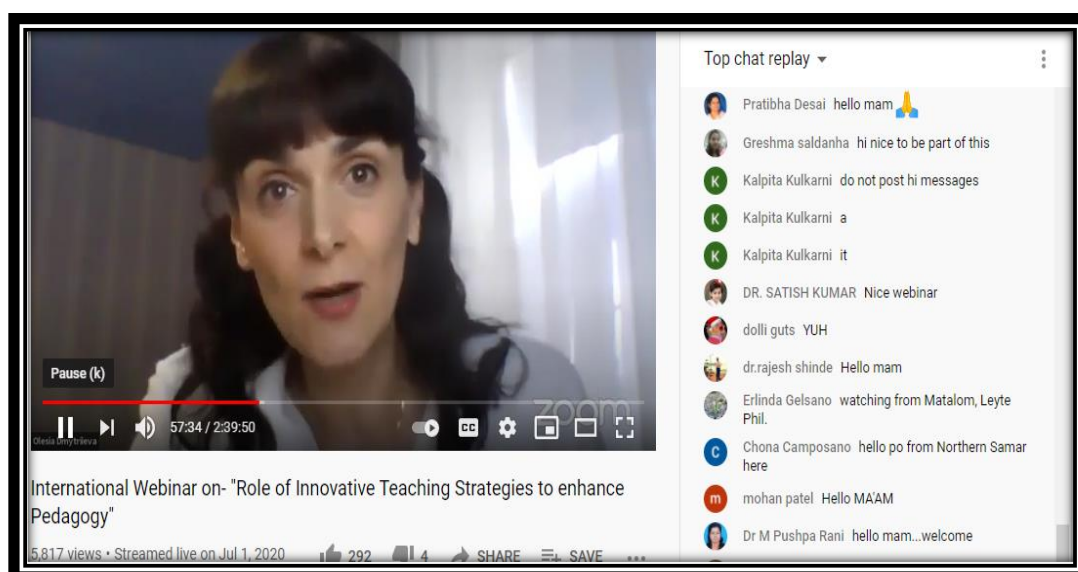 Pause (k)
zoom
57:34 / 2:39:50
CC
Olesia Dmytriieva
International Webinar on- "Role of Innovative Teaching Strategies to enhance
Pedagogy"
5,817 views • Streamed live on Jul 1, 2020
292
4
SHARE
SAVE
Top chat replay
Pratibha Desai hello mam 🙏
Greshma saldanha hi nice to be part of this
K
Kalpita Kulkarni do not post hi messages
K
Kalpita Kulkarni a
K
Kalpita Kulkarni it
DR. SATISH KUMAR Nice webinar
dolli guts YUH
dr.rajesh shinde Hello mam
Erlinda Gelsano watching from Matalom, Leyte
Phil.
C
Chona Camposano hello po from Northern Samar
here
m
mohan patel Hello MA'AM
Dr M Pushpa Rani hello mam...welcome